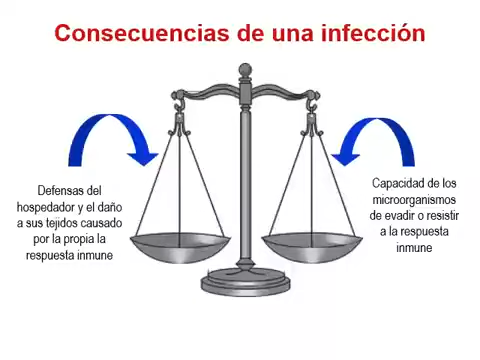 Consecuencias de una infección
Defensas del
hospedador y el daño
a sus tejidos causado
por la propia la
respuesta inmune
Capacidad de los
microorganismos
de evadir o resistir
a la respuesta
inmune